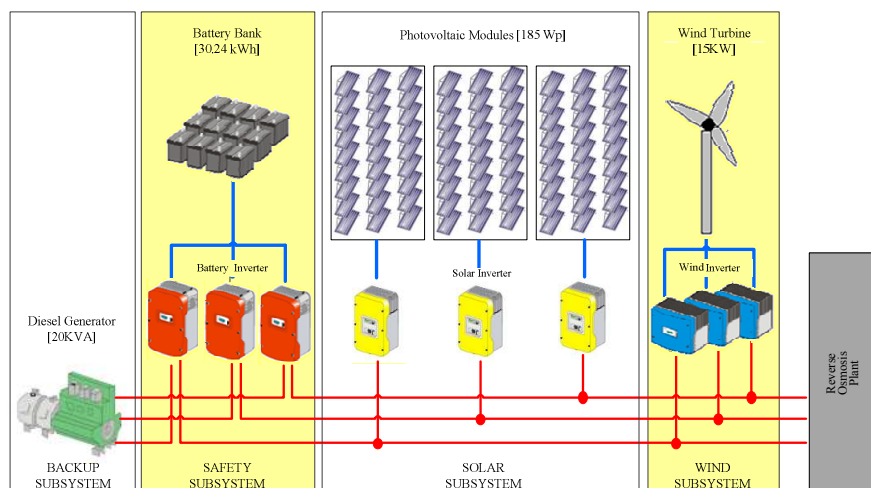 Battery Bank
[30,24 kWh]
Photovoltaic Modules [185 Wp]
Wind Turbine
[15KW]
Battery Inverter
Solar Inverter
Wind Inverter
Diesel Generator
[20KVA]
Reverse
Osmosis
Plant
BACKUP
SUBSYSTEM
SAFETY
SUBSYSTEM
SOLAR
SUBSYSTEM
WIND
SUBSYSTEM